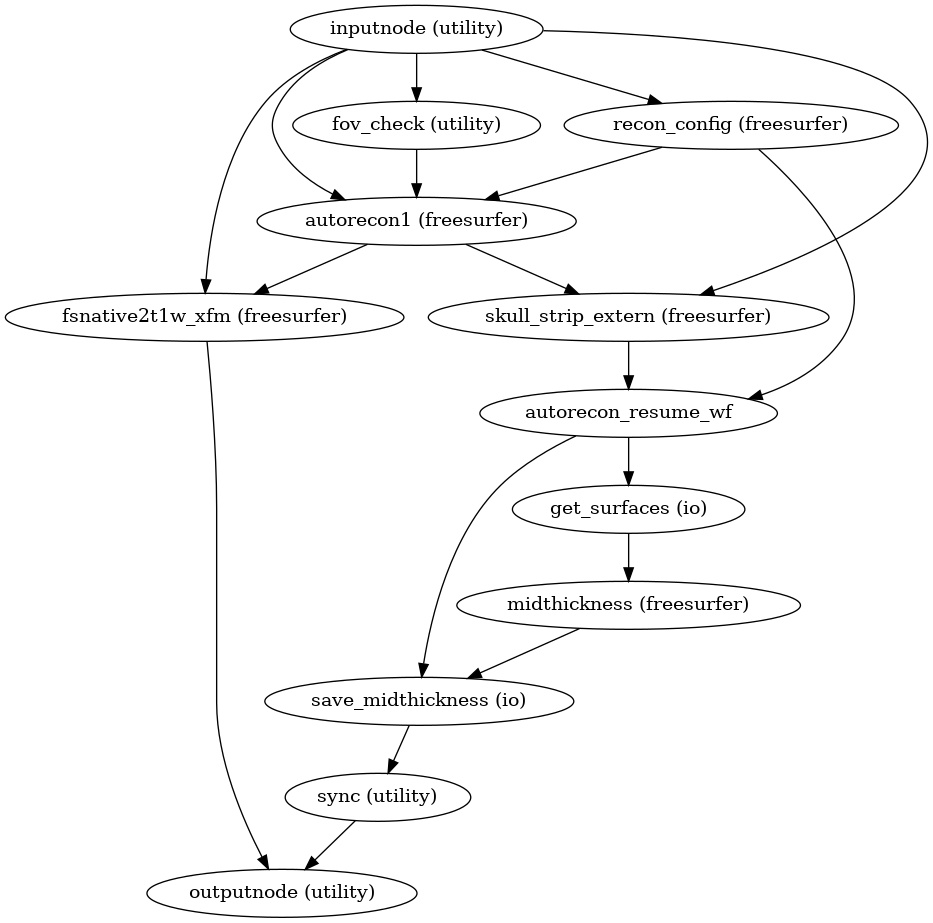 inputnode (utility)
fov_check (utility)
recon_config (freesurfer)
autorecon1 (freesurfer)
fsnative2t1w_xfm (freesurfer)
skull_strip_extern (freesurfer)
autorecon_resume_wf
get_surfaces (io)
midthickness (freesurfer)
save_midthickness (io)
sync (utility)
outputnode (utility)